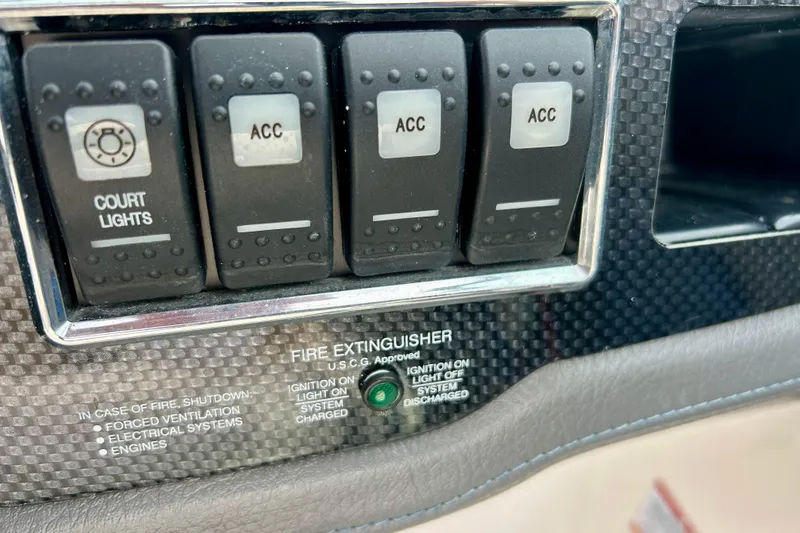 COURT
LIGHTS
ACC
ACC
ACC
FIRE EXTINGUISHER
U.S.C.G. Approved
IGNITION ON
LIGHT ON
SYSTEM
CHARGED
IGNITION ON
LIGHT OFF
SYSTEM
DISCHARGED
IN CASE OF FIRE, SHUTDOWN:
• FORCED VENTILATION
• ELECTRICAL SYSTEMS
• ENGINES